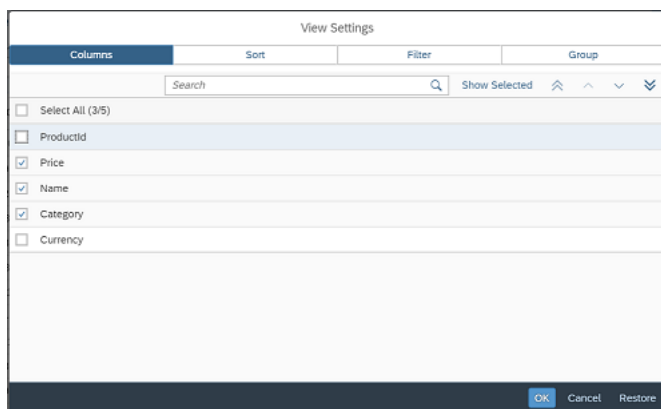 View Settings
Columns Sort Filter Group
Search Show Selected
Select All (3/5)
ProductId
Price
Name
Category
Currency
OK Cancel Restore